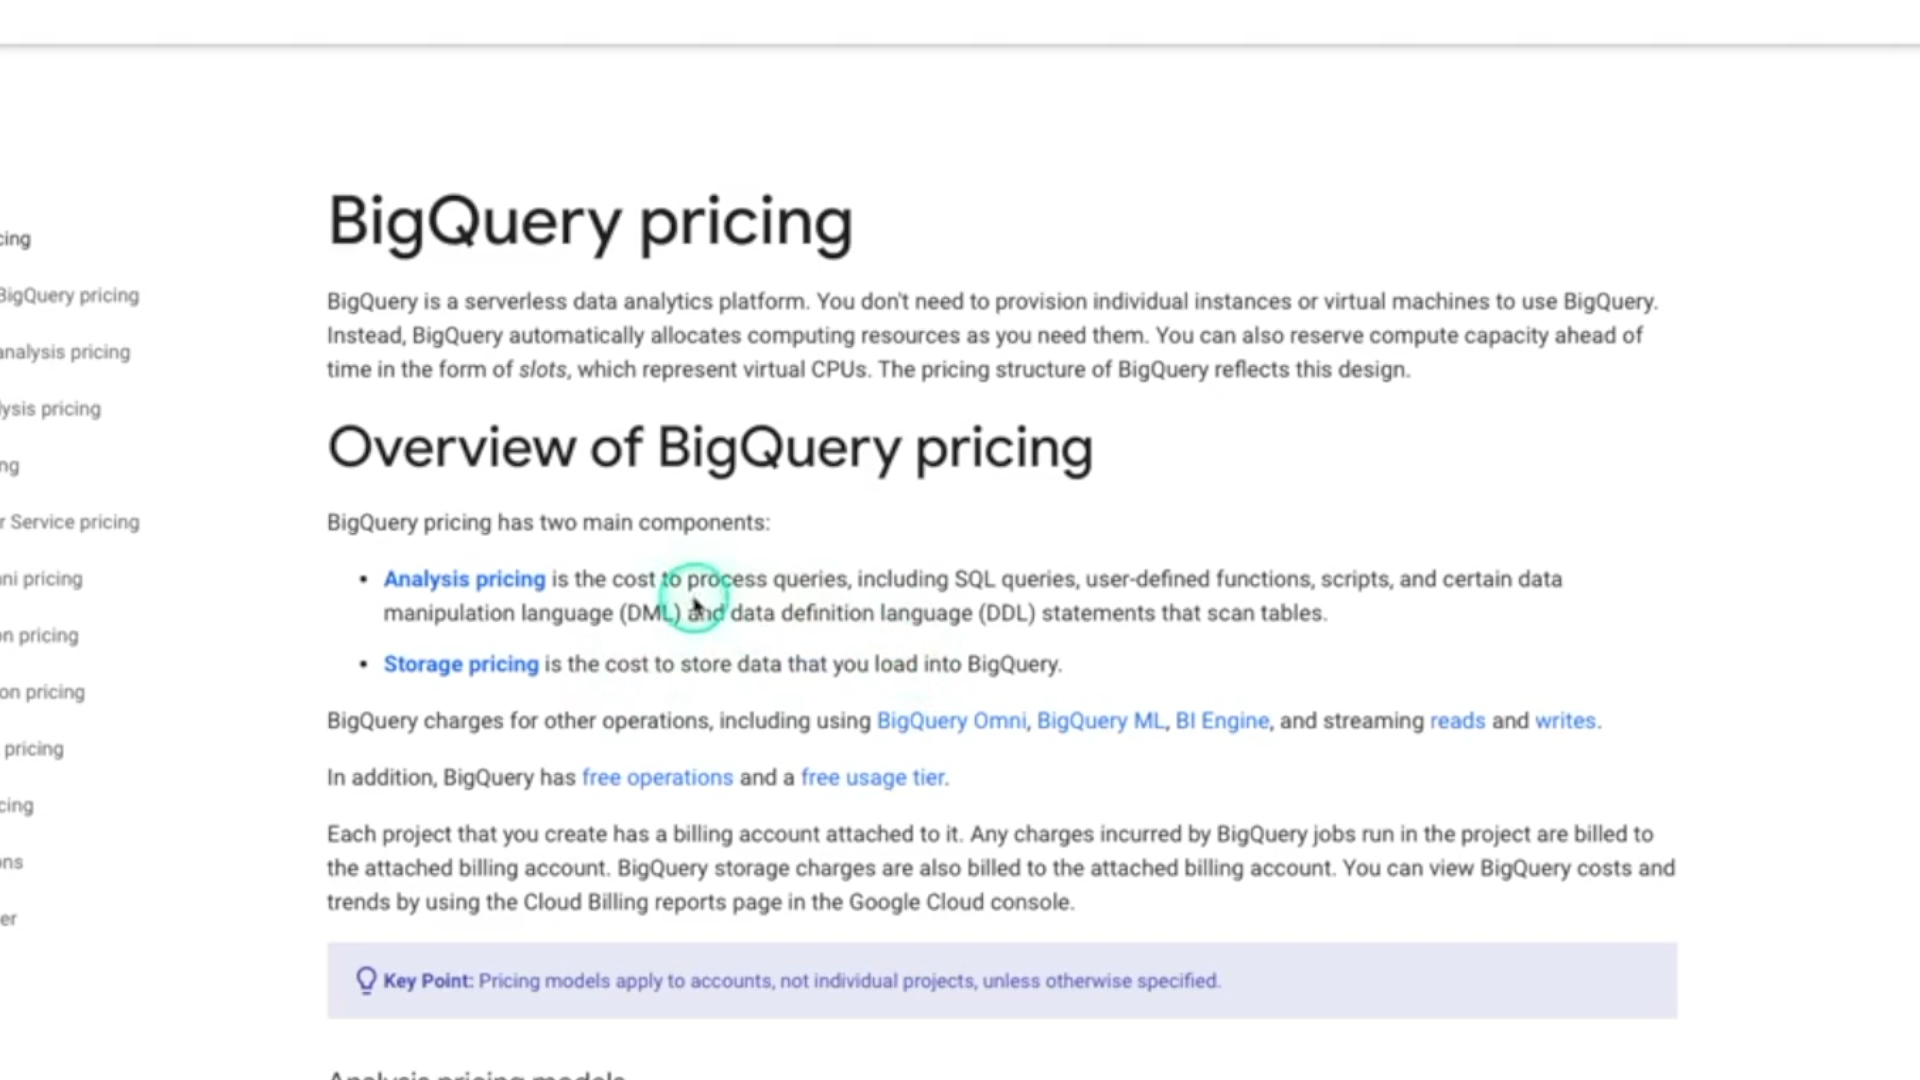 BigQuery pricing
BigQuery is a serverless data analytics platform. You don't need to provision individual instances or virtual machines to use BigQuery.
Instead, BigQuery automatically allocates computing resources as you need them. You can also reserve compute capacity ahead of
time in the form of slots, which represent virtual CPUs. The pricing structure of BigQuery reflects this design.
Overview of BigQuery pricing
BigQuery pricing has two main components:
• Analysis pricing is the cost to process queries, including SQL queries, user-defined functions, scripts, and certain data
manipulation language (DML) and data definition language (DDL) statements that scan tables.
• Storage pricing is the cost to store data that you load into BigQuery.
BigQuery charges for other operations, including using BigQuery Omni, BigQuery ML, BI Engine, and streaming reads and writes.
In addition, BigQuery has free operations and a free usage tier.
Each project that you create has a billing account attached to it. Any charges incurred by BigQuery jobs run in the project are billed to
the attached billing account. BigQuery storage charges are also billed to the attached billing account. You can view BigQuery costs and
trends by using the Cloud Billing reports page in the Google Cloud console.
Key Point: Pricing models apply to accounts, not individual projects, unless otherwise specified.
Analysis pricing models
cing
BigQuery pricing
analysis pricing
lysis pricing
ng
r Service pricing
ni pricing
n pricing
on pricing
pricing
cing
ons
er